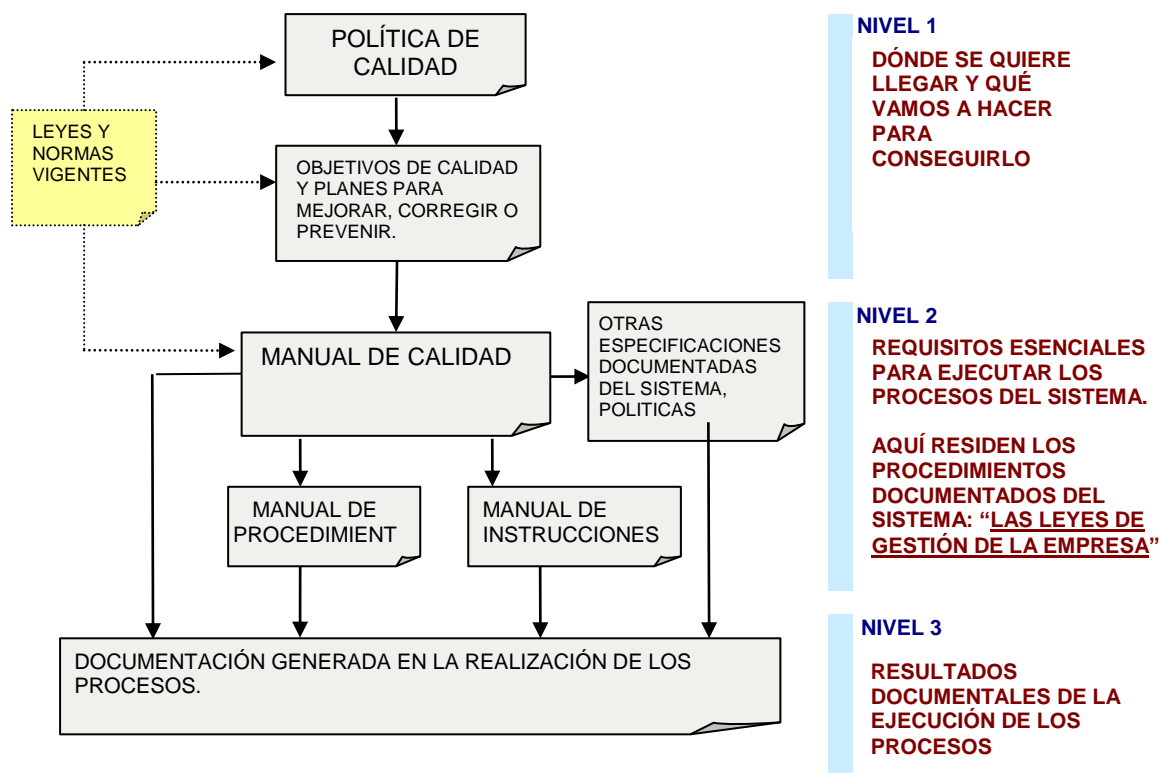 POLÍTICA DE
CALIDAD
LEYES Y
NORMAS
VIGENTES
OBJETIVOS DE CALIDAD
Y PLANES PARA
MEJORAR, CORREGIR O
PREVENIR.
MANUAL DE CALIDAD
OTRAS
ESPECIFICACIONES
DOCUMENTADAS
DEL SISTEMA,
POLITICAS
MANUAL DE
PROCEDIMIENT
MANUAL DE
INSTRUCCIONES
DOCUMENTACIÓN GENERADA EN LA REALIZACIÓN DE LOS
PROCESOS.
NIVEL 1
DÓNDE SE QUIERE
LLEGAR Y QUÉ
VAMOS A HACER
PARA
CONSEGUIRLO
NIVEL 2
REQUISITOS ESENCIALES
PARA EJECUTAR LOS
PROCESOS DEL SISTEMA.
AQUÍ RESIDEN LOS
PROCEDIMIENTOS
DOCUMENTADOS DEL
SISTEMA: “LAS LEYES DE
GESTIÓN DE LA EMPRESA”
NIVEL 3
RESULTADOS
DOCUMENTALES DE LA
EJECUCIÓN DE LOS
PROCESOS